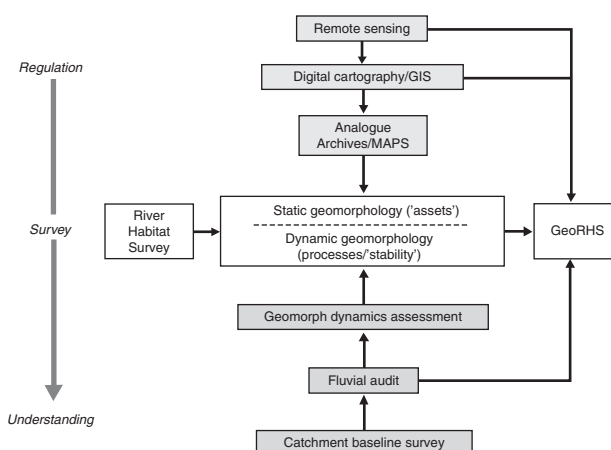 Remote sensing
Regulation
Digital cartography/GIS
Analogue
Archives/MAPS
River
Habitat
Survey
Static geomorphology ('assets')
Dynamic geomorphology
(processes/'stability')
GeoRHS
Survey
Geomorph dynamics assessment
Fluvial audit
Understanding
Catchment baseline survey